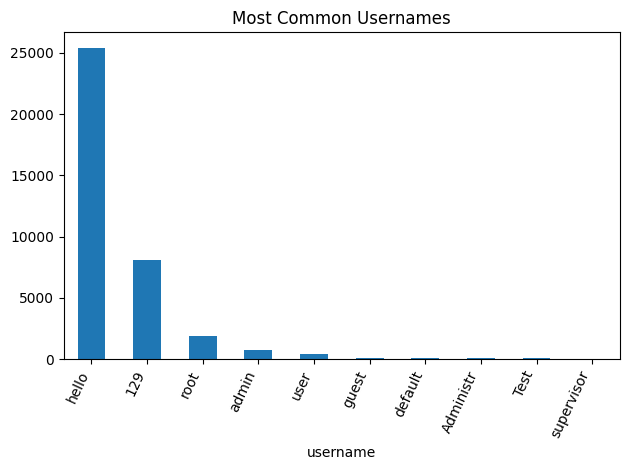 Most Common Usernames
25000
20000
15000
10000
5000
0
hello
129
root
admin
user
guest
default
Administr
Test
supervisor
username